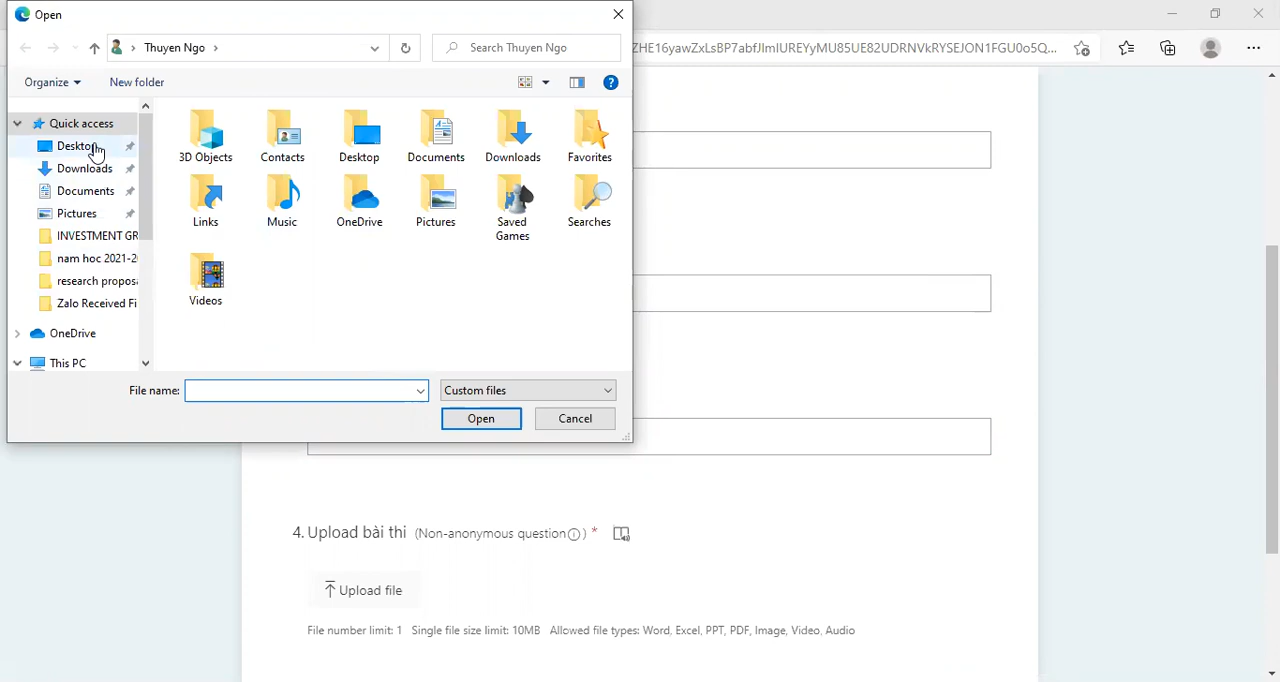 Open
Thuyen Ngo
Search Thuyen Ngo
ZHE16yawZxLsBP7abfJImIUREYyMU85UE82UDRNVkRYSEJON1FGU0o5Q...
Organize
New folder
Quick access
Desktop
Downloads
Documents
Pictures
INVESTMENT GR
nam hoc 2021-2
research propos
Zalo Received Fi
OneDrive
This PC
3D Objects
Contacts
Desktop
Documents
Downloads
Favorites
Links
Music
OneDrive
Pictures
Saved Games
Searches
Videos
File name:
Custom files
Open
Cancel
4. Upload bài thi (Non-anonymous question) *
Upload file
File number limit: 1 Single file size limit: 10MB Allowed file types: Word, Excel, PPT, PDF, Image, Video, Audio